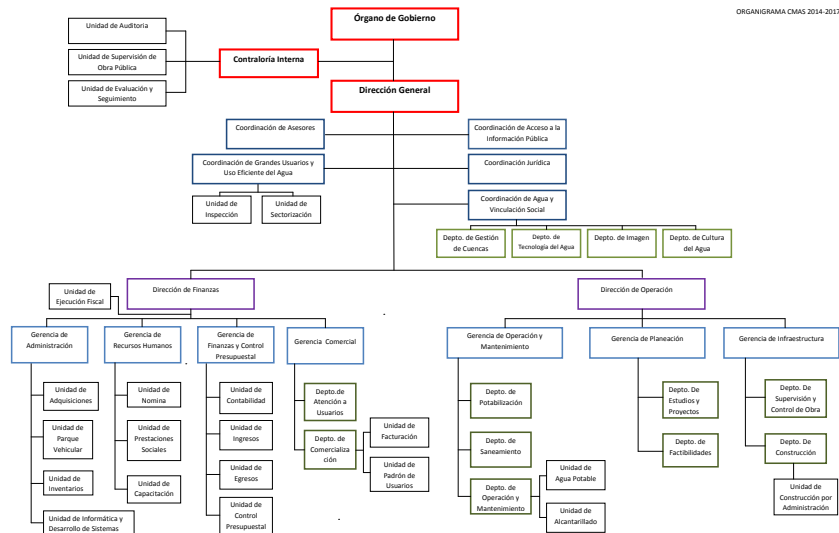 ORGANIGRAMA CMAS 2014-2017
Órgano de Gobierno
Unidad de Auditoria
Unidad de Supervisión de
Obra Pública
Unidad de Evaluación y
Seguimiento
Contraloría Interna
Dirección General
Coordinación de Asesores
Coordinación de Acceso a la
Información Pública
Coordinación de Grandes Usuarios y
Uso Eficiente del Agua
Coordinación Jurídica
Unidad de
Inspección
Unidad de
Sectorización
Coordinación de Agua y
Vinculación Social
Depto. de Gestión
de Cuencas
Depto. de
Tecnología del Agua
Depto. de Imagen
Depto. de Cultura
del Agua
Dirección de Finanzas
Dirección de Operación
Unidad de
Ejecución Fiscal
Gerencia de
Administración
Gerencia de
Recursos Humanos
Gerencia de
Finanzas y Control
Presupuestal
Gerencia Comercial
Gerencia de Operación y
Mantenimiento
Gerencia de Planeación
Gerencia de Infraestructura
Unidad de
Adquisiciones
Unidad de
Parque
Vehicular
Unidad de
Inventarios
Unidad de Informática y
Desarrollo de Sistemas
Unidad de
Nomina
Unidad de
Prestaciones
Sociales
Unidad de
Capacitación
Unidad de
Contabilidad
Unidad de
Ingresos
Unidad de
Egresos
Unidad de
Control
Presupuestal
Depto.de
Atención a
Usuarios
Depto. de
Comercializa
ción
Unidad de
Facturación
Unidad de
Padrón de
Usuarios
Depto. de
Potabilización
Depto. de
Saneamiento
Depto. de
Operación y
Mantenimiento
Unidad de
Agua Potable
Unidad de
Alcantarillado
Depto. De
Estudios y
Proyectos
Depto. de
Factibilidades
Depto. De
Supervisión y
Control de Obra
Depto. de
Construcción
Unidad de
Construcción por
Administración